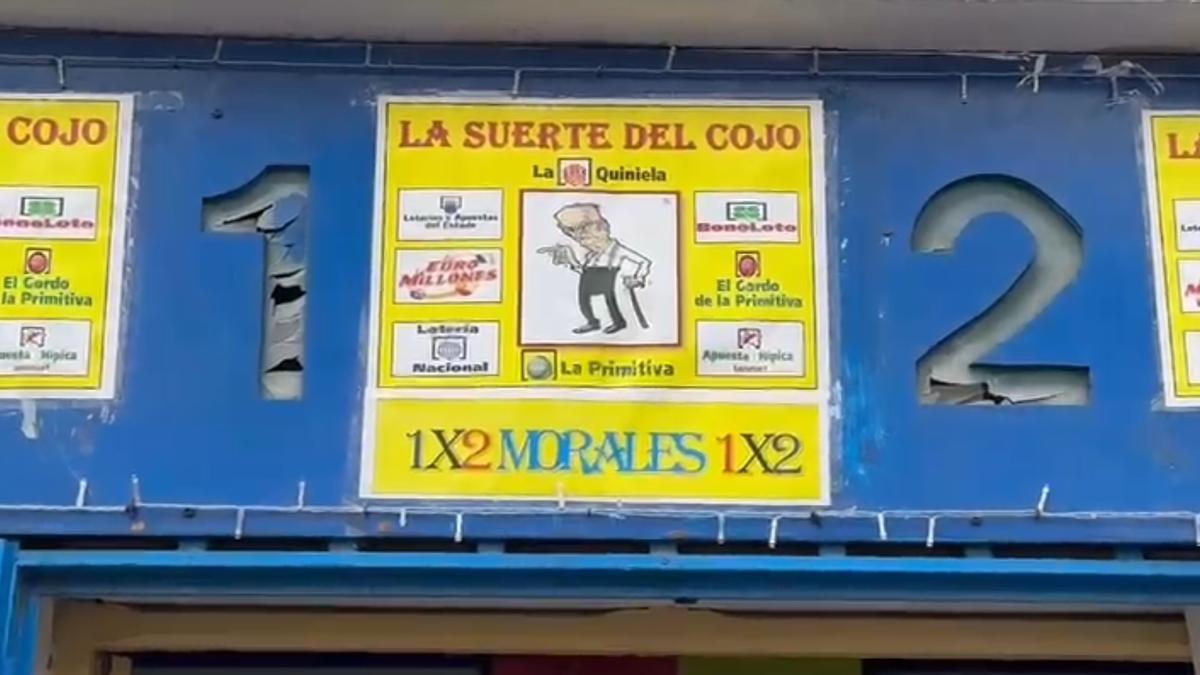 COJO
BonoLoto
El Gordo
la Primitiva
Apuesta Hípica
1
LA SUERTE DEL COJO
La Quiniela
Loterías y Apuestas
del Estado
BonoLoto
EURO
MILLONES
El Gordo
de la Primitiva
Lotería
Nacional
Apuesta Hípica
La Primitiva
1X2 MORALES 1X2
2
LA